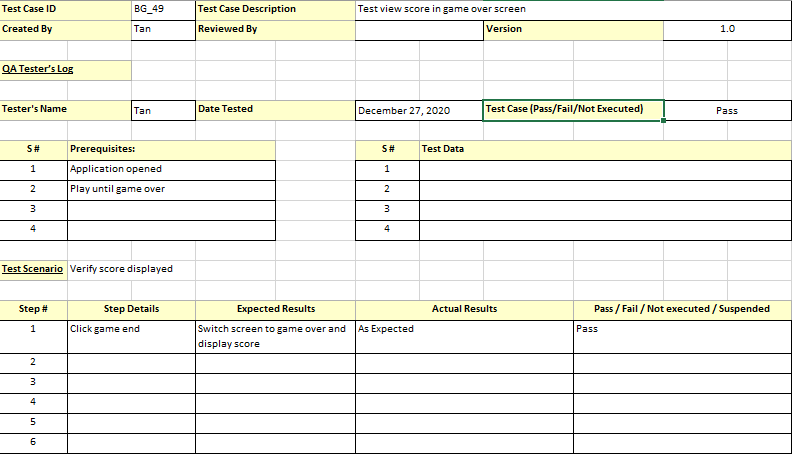 Test Case ID BG_49 Test Case Description Test view score in game over screen
Created By Tan Reviewed By Version 1.0
QA Tester's Log
Tester's Name Tan Date Tested December 27, 2020 Test Case (Pass/Fail/Not Executed) Pass
S # Prerequisites: S # Test Data
1 Application opened 1
2 Play until game over 2
3 3
4 4
Test Scenario Verify score displayed
Step # Step Details Expected Results Actual Results Pass / Fail / Not executed / Suspended
1 Click game end Switch screen to game over and As Expected Pass
display score
2
3
4
5
6